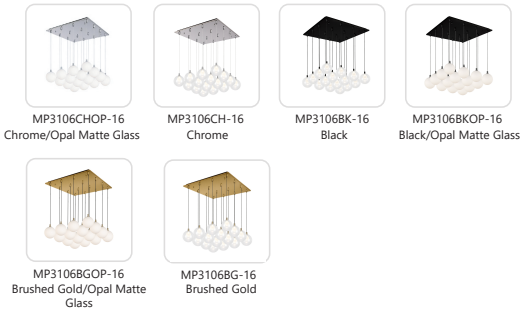 MP3106CHOP-16
Chrome/Opal Matte Glass
MP3106CH-16
Chrome
MP3106BK-16
Black
MP3106BKOP-16
Black/Opal Matte Glass
MP3106BGOP-16
Brushed Gold/Opal Matte
Glass
MP3106BG-16
Brushed Gold